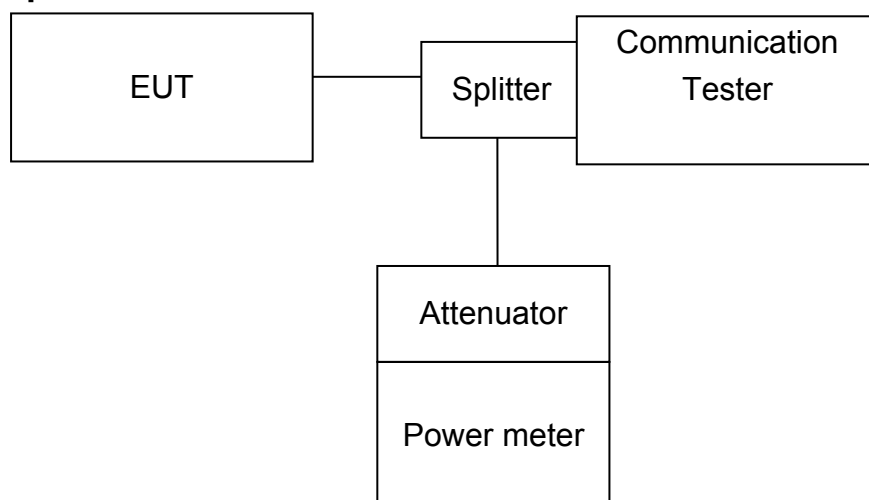 EUT
Splitter
Communication
Tester
Attenuator
Power meter